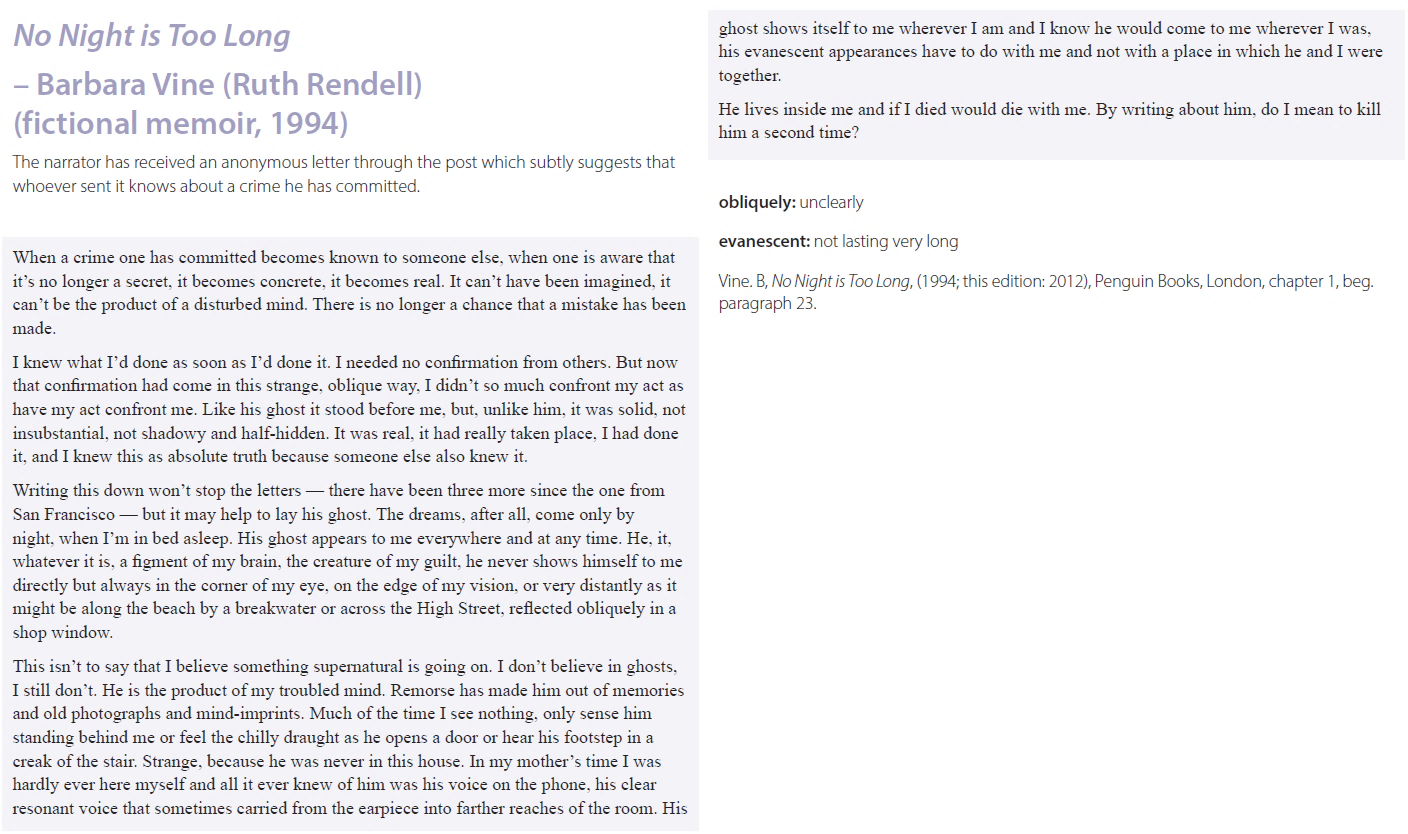 No Night is Too Long
– Barbara Vine (Ruth Rendell)
(fictional memoir, 1994)
The narrator has received an anonymous letter through the post which subtly suggests that
whoever sent it knows about a crime he has committed.
When a crime one has committed becomes known to someone else, when one is aware that
it’s no longer a secret, it becomes concrete, it becomes real. It can’t have been imagined, it
can’t be the product of a disturbed mind. There is no longer a chance that a mistake has been
made.
I knew what I’d done as soon as I’d done it. I needed no confirmation from others. But now
that confirmation had come in this strange, oblique way, I didn’t so much confront my act as
have my act confront me. Like his ghost it stood before me, but, unlike him, it was solid, not
insubstantial, not shadowy and half-hidden. It was real, it had really taken place, I had done
it, and I knew this as absolute truth because someone else also knew it.
Writing this down won’t stop the letters — there have been three more since the one from
San Francisco — but it may help to lay his ghost. The dreams, after all, come only by
night, when I’m in bed asleep. His ghost appears to me everywhere and at any time. He, it,
whatever it is, a figment of my brain, the creature of my guilt, he never shows himself to me
directly but always in the corner of my eye, on the edge of my vision, or very distantly as it
might be along the beach by a breakwater or across the High Street, reflected obliquely in a
shop window.
This isn’t to say that I believe something supernatural is going on. I don’t believe in ghosts,
I still don’t. He is the product of my troubled mind. Remorse has made him out of memories
and old photographs and mind-imprints. Much of the time I see nothing, only sense him
standing behind me or feel the chilly draught as he opens a door or hear his footstep in a
creak of the stair. Strange, because he was never in this house. In my mother’s time I was
hardly ever here myself and all it ever knew of him was his voice on the phone, his clear
resonant voice that sometimes carried from the earpiece into farther reaches of the room. His
ghost shows itself to me wherever I am and I know he would come to me wherever I was,
his evanescent appearances have to do with me and not with a place in which he and I were
together.
He lives inside me and if I died would die with me. By writing about him, do I mean to kill
him a second time?
obliquely: unclearly
evanescent: not lasting very long
Vine. B, No Night is Too Long, (1994; this edition: 2012), Penguin Books, London, chapter 1, beg.
paragraph 23.